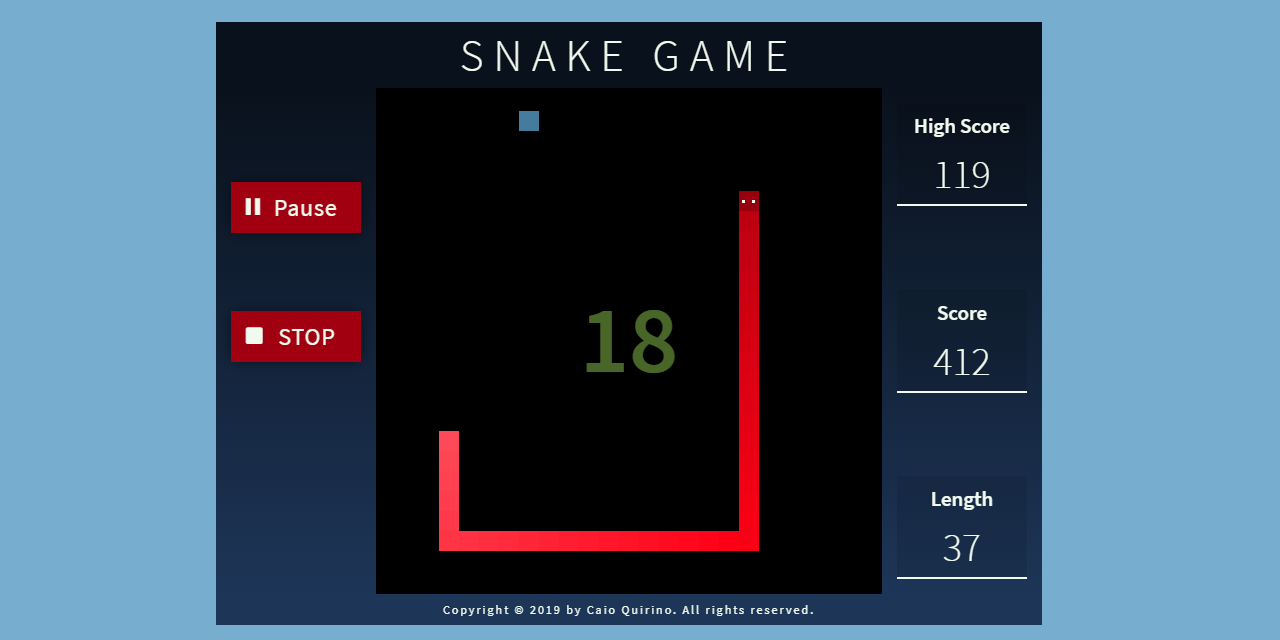 SNAKE GAME
Pause
STOP
18
High Score
119
Score
412
Length
37
Copyright © 2019 by Caio Quirino. All rights reserved.